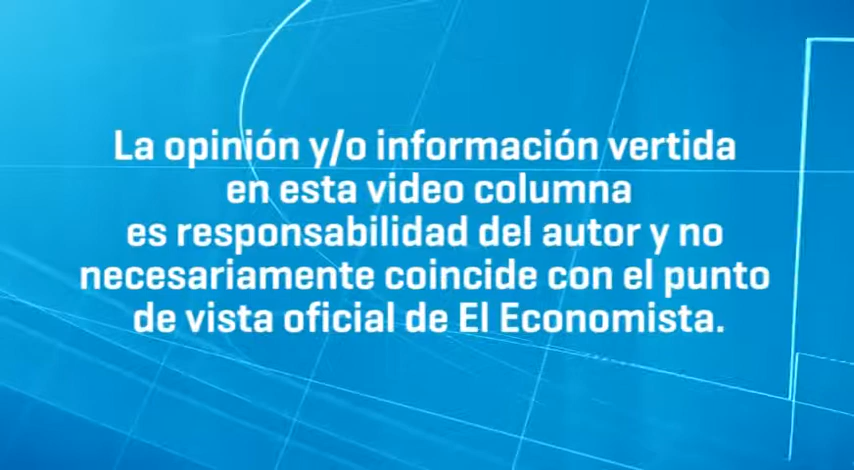 La opinión y/o información vertida
en esta video columna
es responsabilidad del autor y no
necesariamente coincide con el punto
de vista oficial de El Economista.